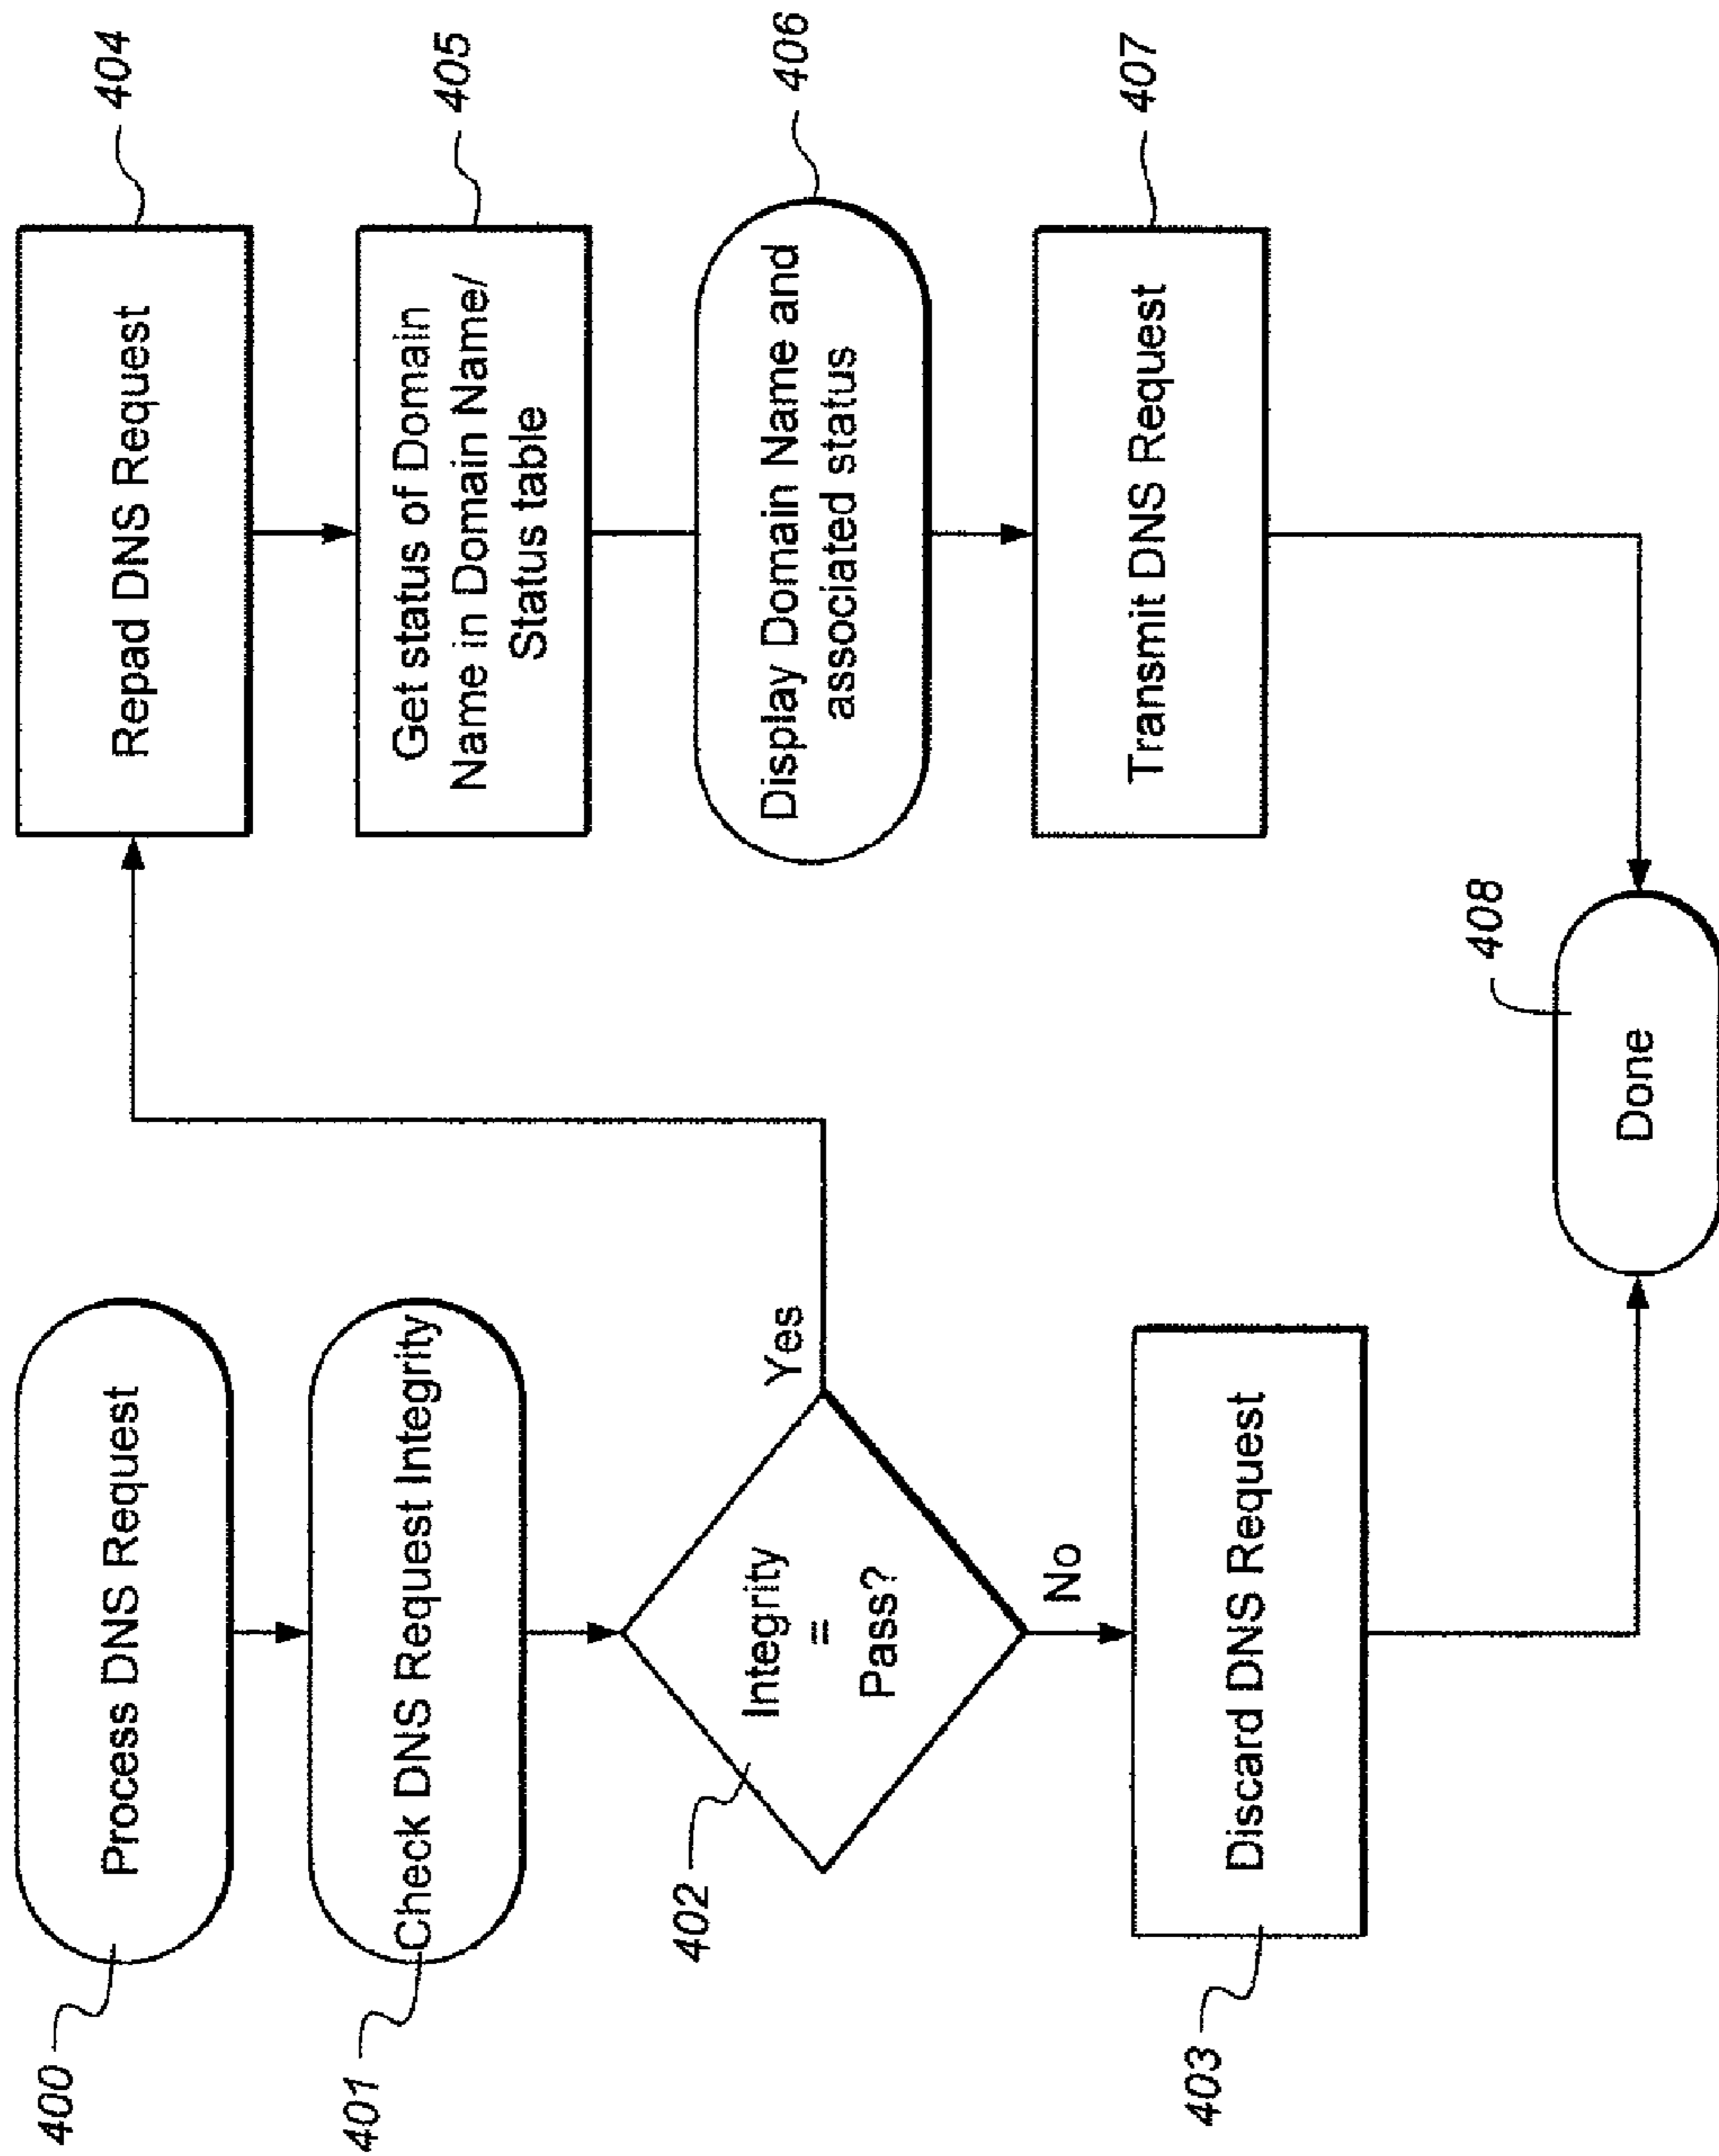 400
Process DNS Request
401
Check DNS Request Integrity
402
Integrity
=
Pass?
Yes
No
403
Discard DNS Request
404
Repad DNS Request
405
Get status of Domain
Name in Domain Name/
Status table
406
Display Domain Name and
associated status
407
Transmit DNS Request
408
Done